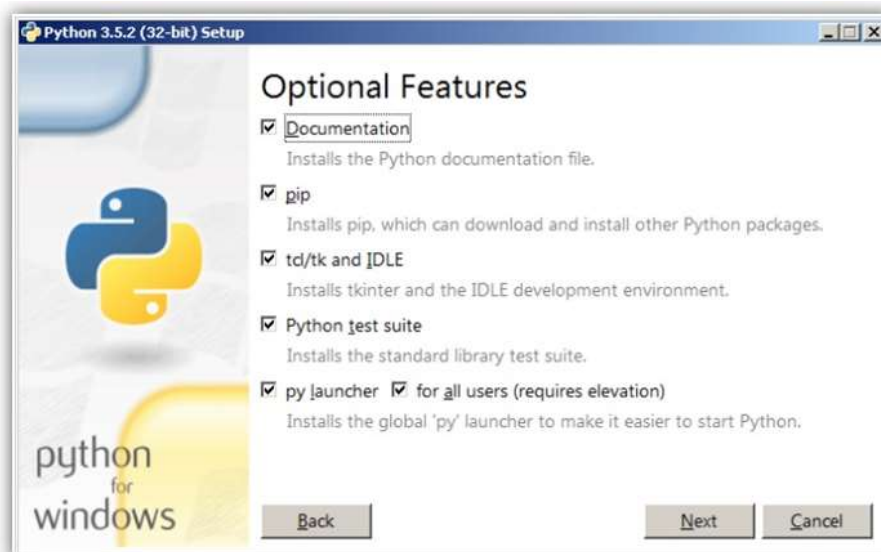 Python 3.5.2 (32-bit) Setup
Optional Features
Documentation
Installs the Python documentation file.
pip
Installs pip, which can download and install other Python packages.
tcl/tk and IDLE
Installs tkinter and the IDLE development environment.
Python test suite
Installs the standard library test suite.
py launcher for all users (requires elevation)
Installs the global 'py' launcher to make it easier to start Python.
python
for
windows
Back Next Cancel